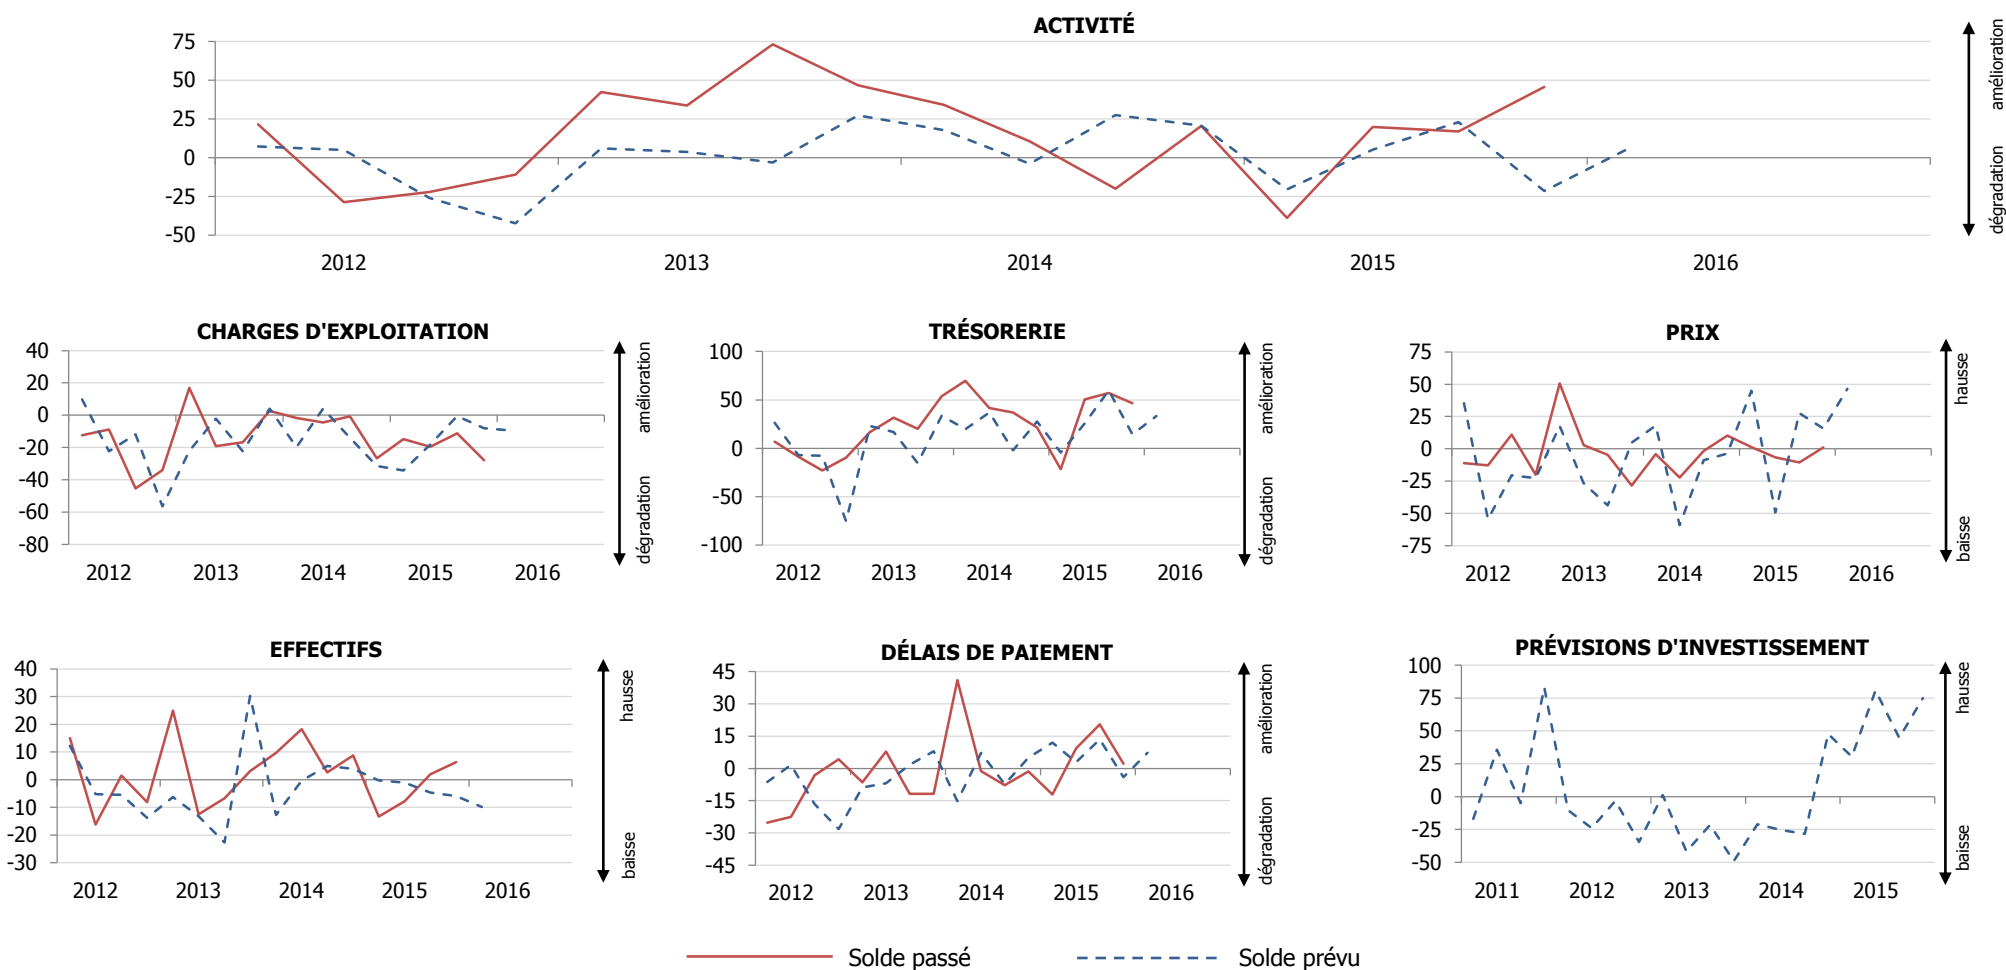 ACTIVITÉ
75
50
25
0
-25
-50
2012 2013 2014 2015 2016
amélioration
dégradation
CHARGES D'EXPLOITATION
40
20
0
-20
-40
-60
-80
2012 2013 2014 2015 2016
amélioration
dégradation
TRÉSORERIE
100
50
0
-50
-100
2012 2013 2014 2015 2016
amélioration
dégradation
PRIX
75
50
25
0
-25
-50
-75
2012 2013 2014 2015 2016
hausse
baisse
EFFECTIFS
40
30
20
10
0
-10
-20
-30
2012 2013 2014 2015 2016
hausse
baisse
DÉLAIS DE PAIEMENT
45
30
15
0
-15
-30
-45
2012 2013 2014 2015 2016
amélioration
dégradation
PRÉVISIONS D'INVESTISSEMENT
100
75
50
25
0
-25
-50
2011 2012 2013 2014 2015
hausse
baisse
Solde passé Solde prévu